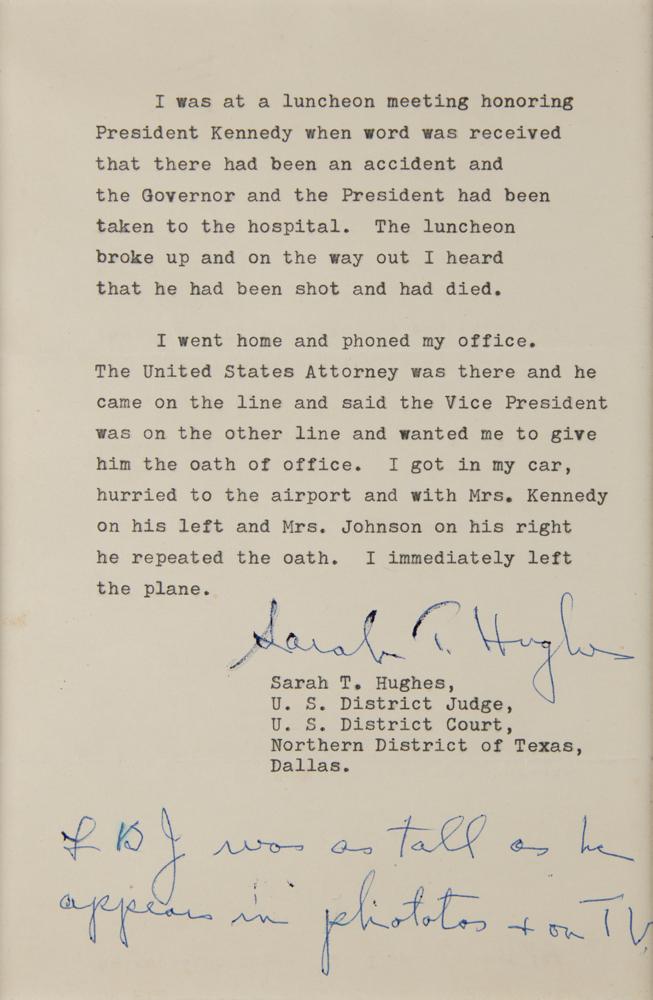 I was at a luncheon meeting honoring
President Kennedy when word was received
that there had been an accident and
the Governor and the President had been
taken to the hospital.  The luncheon
broke up and on the way out I heard
that he had been shot and had died.
I went home and phoned my office.
The United States Attorney was there and he
came on the line and said the Vice President
was on the other line and wanted me to give
him the oath of office.  I got in my car,
hurried to the airport and with Mrs. Kennedy
on his left and Mrs. Johnson on his right
he repeated the oath.  I immediately left
the plane.
Sarah T. Hughes
Sarah T. Hughes,
U. S. District Judge,
U. S. District Court,
Northern District of Texas,
Dallas.
L B J was as tall as he
appears in photos + on TV.